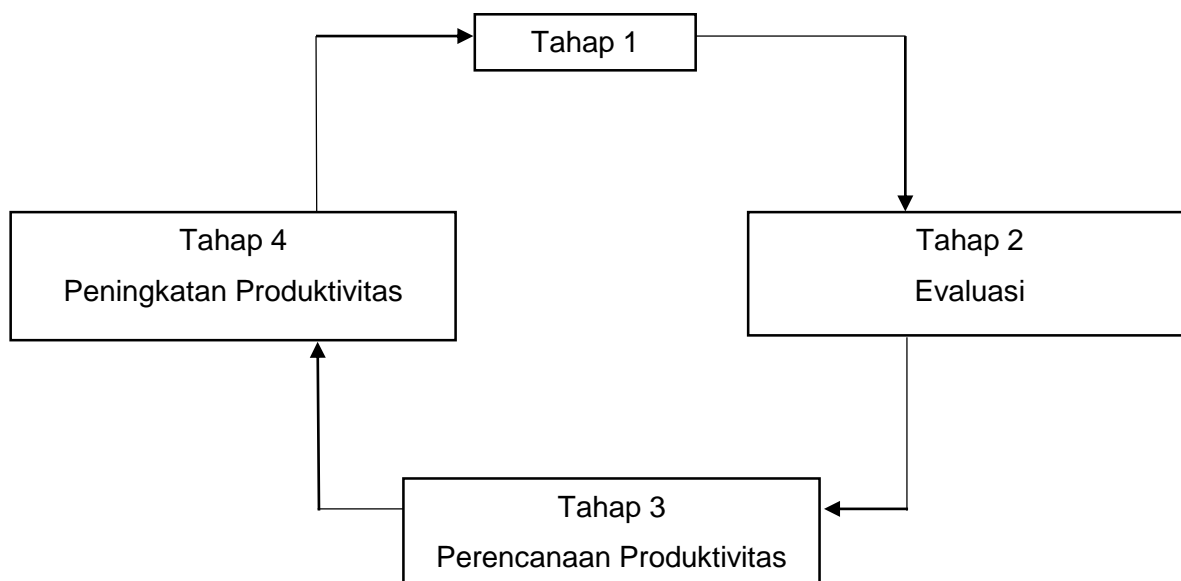 Tahap 1
Tahap 2
Evaluasi
Tahap 3
Perencanaan Produktivitas
Tahap 4
Peningkatan Produktivitas